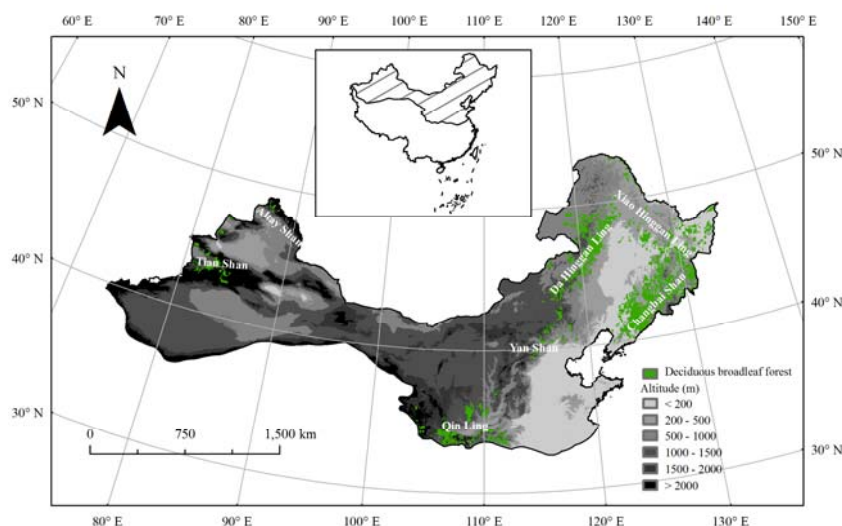 60° E 70° E 80° E 90° E 100° E 110° E 120° E 130° E 140° E
N
50° N
50° N
Xiao Hinggan Ling
Altay Shan
Da Hinggan Ling
Tian Shan
40° N
Changbai Shan
40° N
Yan Shan
Deciduous broadleaf forest
Altitude (m)
< 200
30° N
200 - 500
Qin Ling
0 750 1,500 km
500 - 1000
30° N
1000 - 1500
1500 - 2000
> 2000
80° E 90° E 100° E 110° E 120° E 130° E